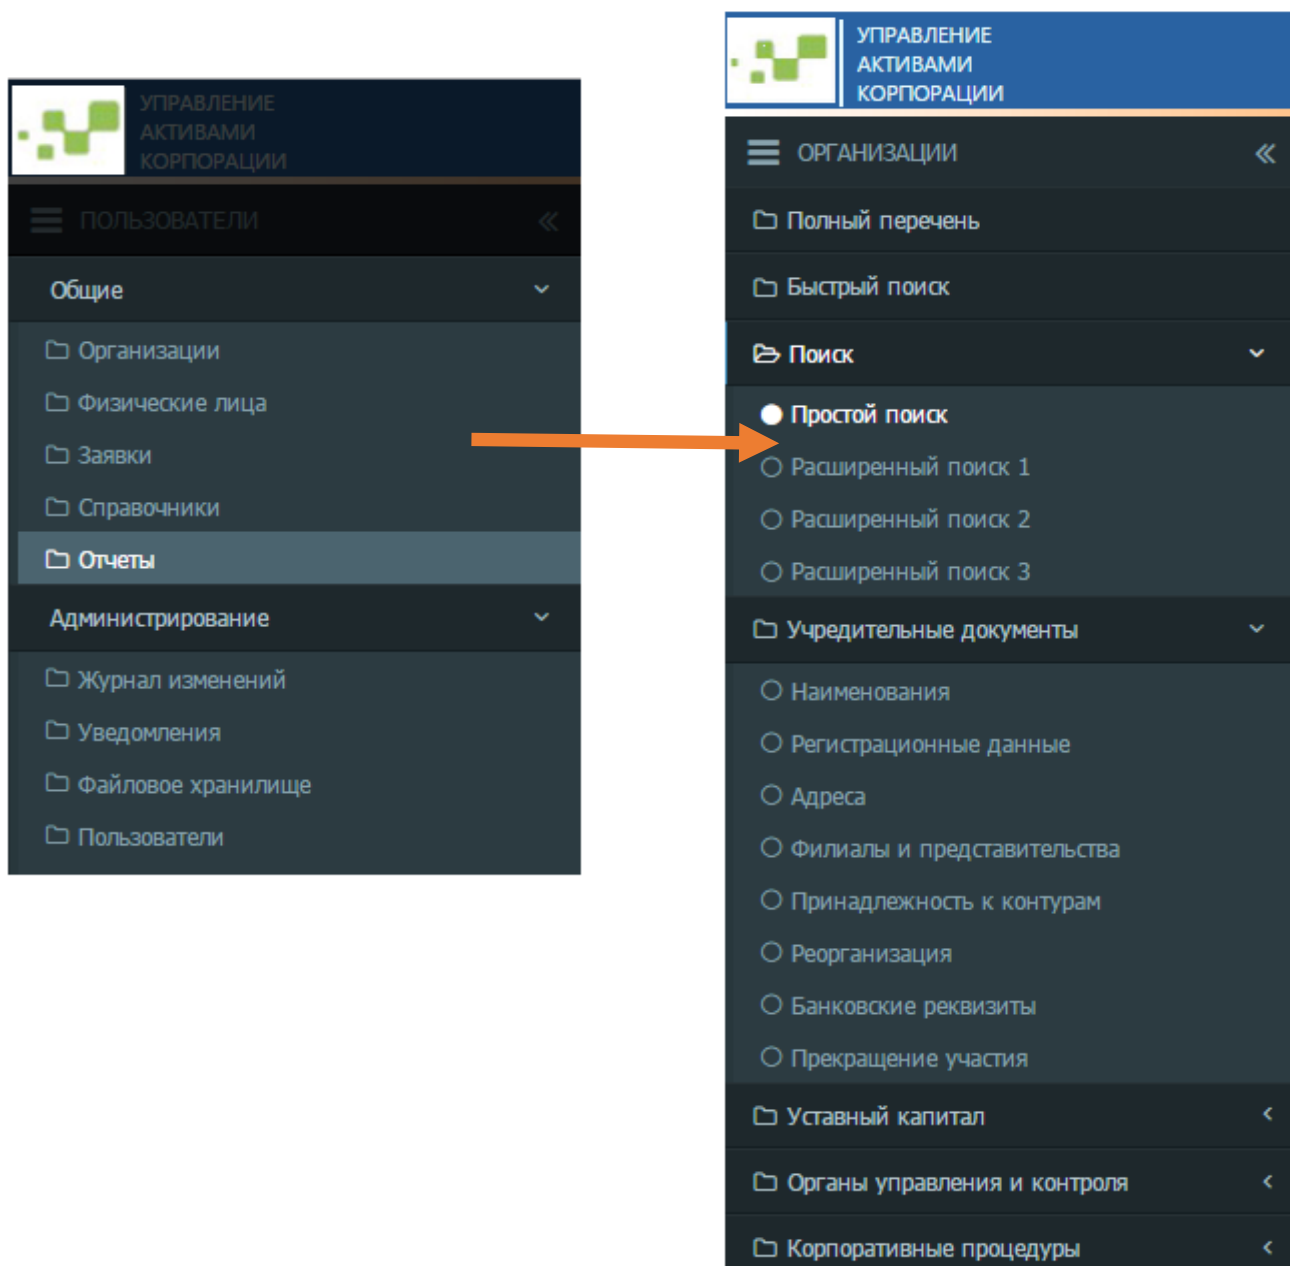 УПРАВЛЕНИЕ
АКТИВАМИ
КОРПОРАЦИИ
ПОЛЬЗОВАТЕЛИ
Общие
Организации
Физические лица
Заявки
Справочники
Отчеты
Администрирование
Журнал изменений
Уведомления
Файловое хранилище
Пользователи
УПРАВЛЕНИЕ
АКТИВАМИ
КОРПОРАЦИИ
ОРГАНИЗАЦИИ
Полный перечень
Быстрый поиск
Поиск
Простой поиск
Расширенный поиск 1
Расширенный поиск 2
Расширенный поиск 3
Учредительные документы
Наименования
Регистрационные данные
Адреса
Филиалы и представительства
Принадлежность к контурам
Реорганизация
Банковские реквизиты
Прекращение участия
Уставный капитал
Органы управления и контроля
Корпоративные процедуры